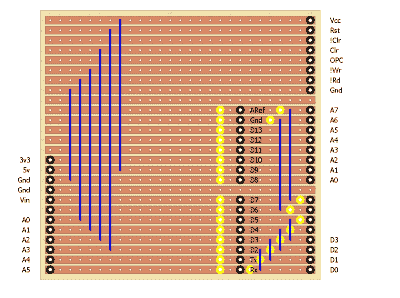 Vcc
Rst
!Clr
Clr
OPC
!Wr
!Rd
Gnd
ARef A7
Gnd A6
D13 A5
D12 A4
D11 A3
3v3 D10 A2
5v D9 A1
Gnd D8 A0
Gnd
Vin D7
D6
A0 D5
A1 D4
A2 D3 D3
A3 D2 D2
A4 Tx D1
A5 Rx D0